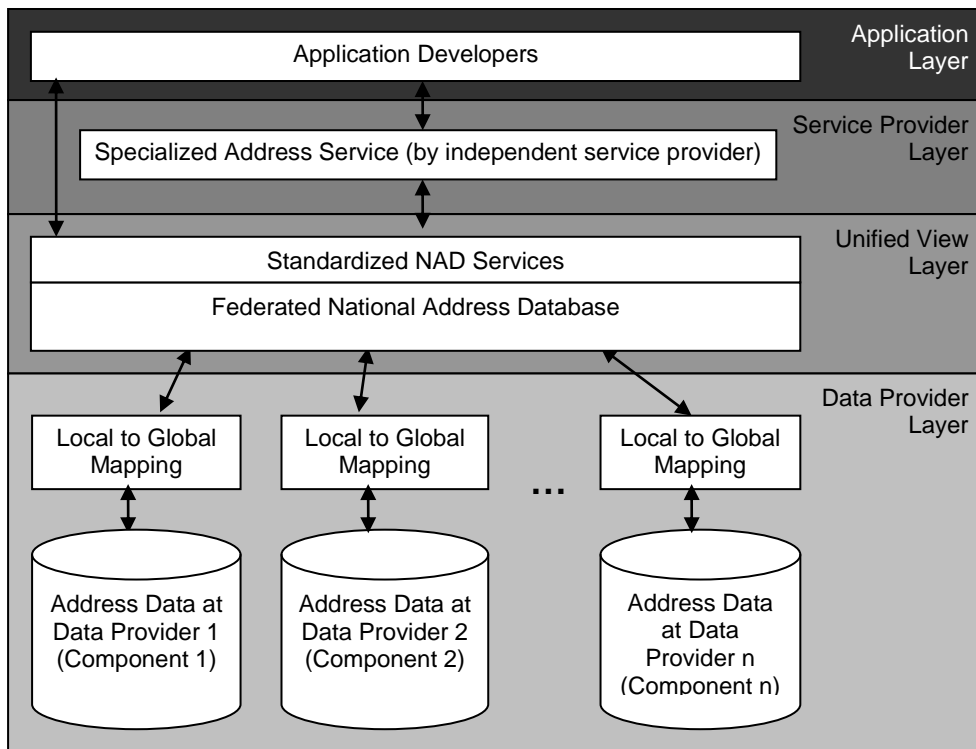 Application Developers
Application
Layer
Specialized Address Service (by independent service provider)
Service Provider
Layer
Standardized NAD Services
Federated National Address Database
Unified View
Layer
Data Provider
Layer
Local to Global
Mapping
Local to Global
Mapping
...
Local to Global
Mapping
Address Data at
Data Provider 1
(Component 1)
Address Data at
Data Provider 2
(Component 2)
Address Data
at Data
Provider n
(Component n)